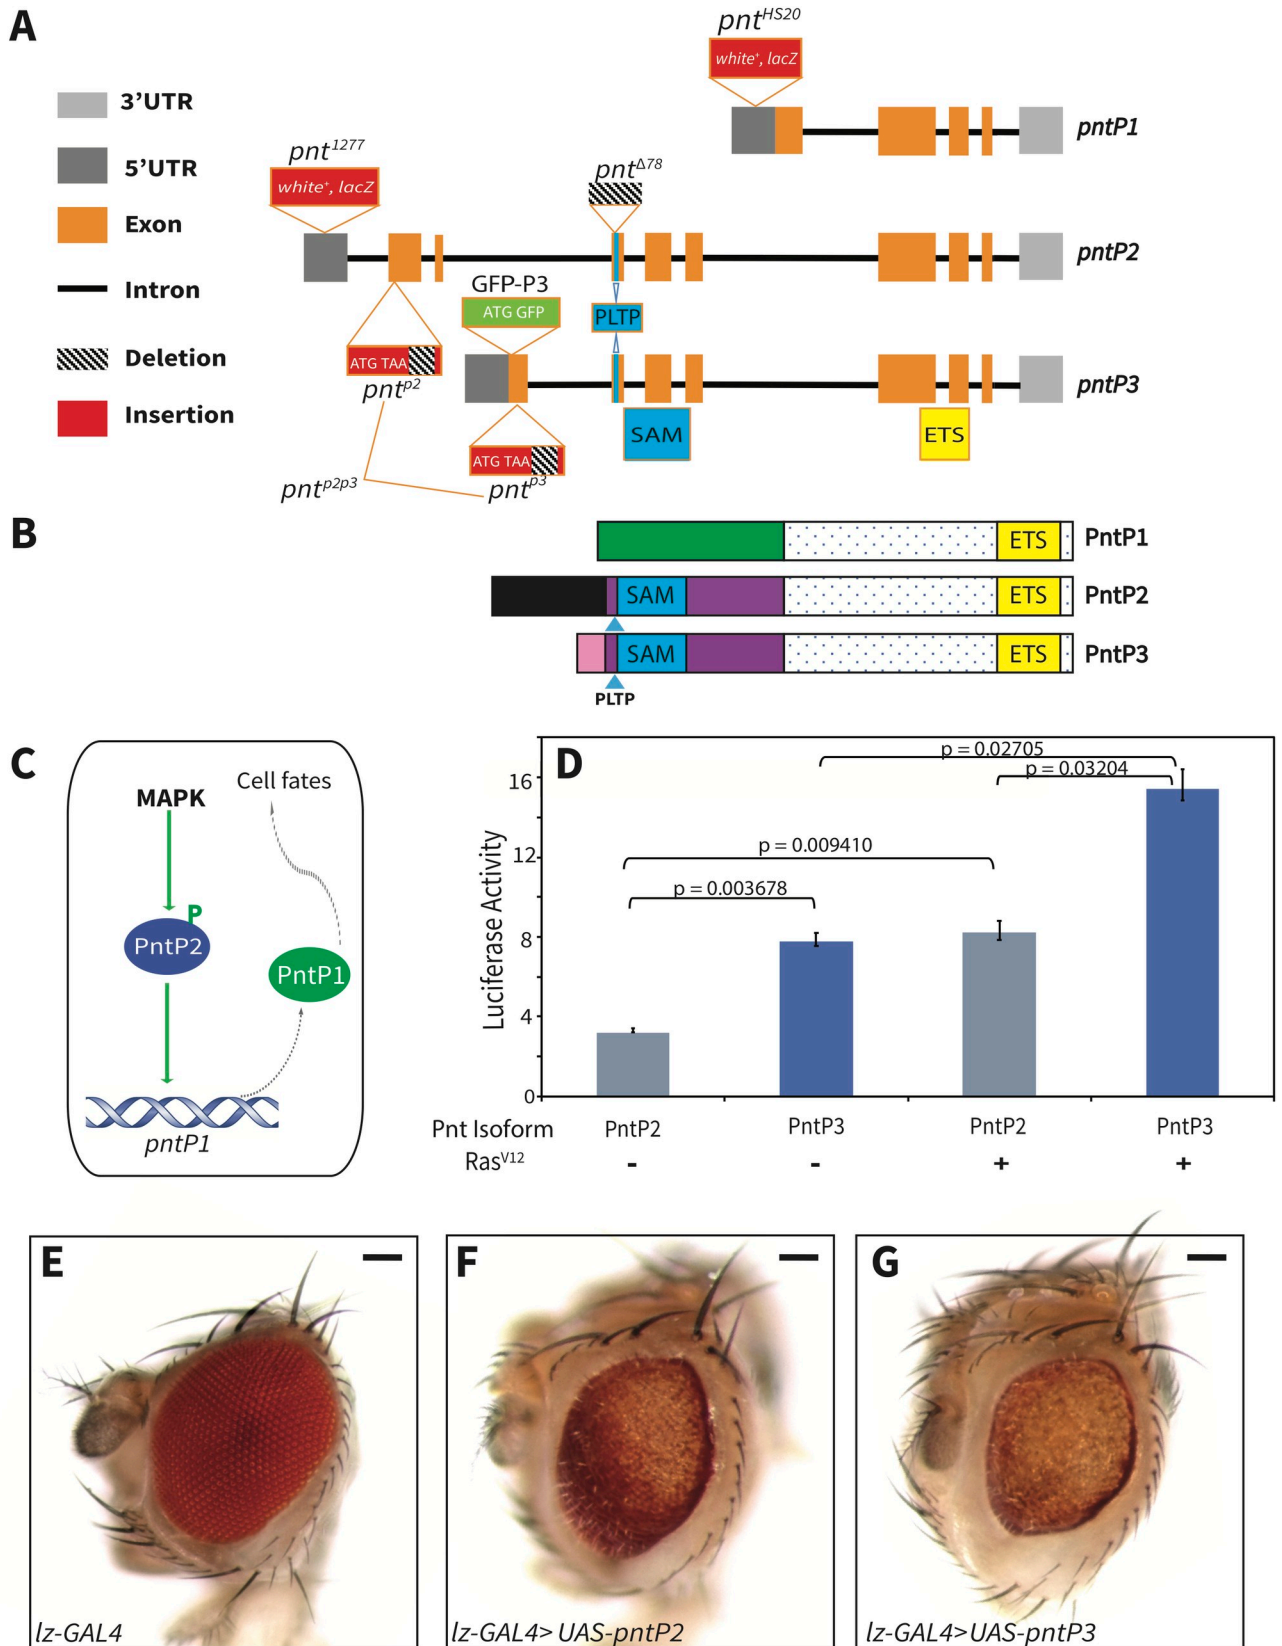 A
pnt^HS20
white⁺, lacZ
pntP1
3’UTR
5’UTR
Exon
Intron
Deletion
Insertion
pnt^1277
white⁺, lacZ
pnt^Δ78
pntP2
GFP-P3
ATG GFP
PLTP
ATG TAA
pnt^p2
pntP3
SAM
ETS
ATG TAA
pnt^p2p3
pnt^p3
B
ETS
PntP1
SAM
ETS
PntP2
SAM
ETS
PntP3
PLTP
C
MAPK
Cell fates
P
PntP2
PntP1
pntP1
D
p = 0.02705
p = 0.03204
p = 0.009410
p = 0.003678
Luciferase Activity
16
12
8
4
0
Pnt Isoform PntP2 PntP3 PntP2 PntP3
Ras^V12 - - + +
E
lz-GAL4
F
lz-GAL4>UAS-pntP2
G
lz-GAL4>UAS-pntP3